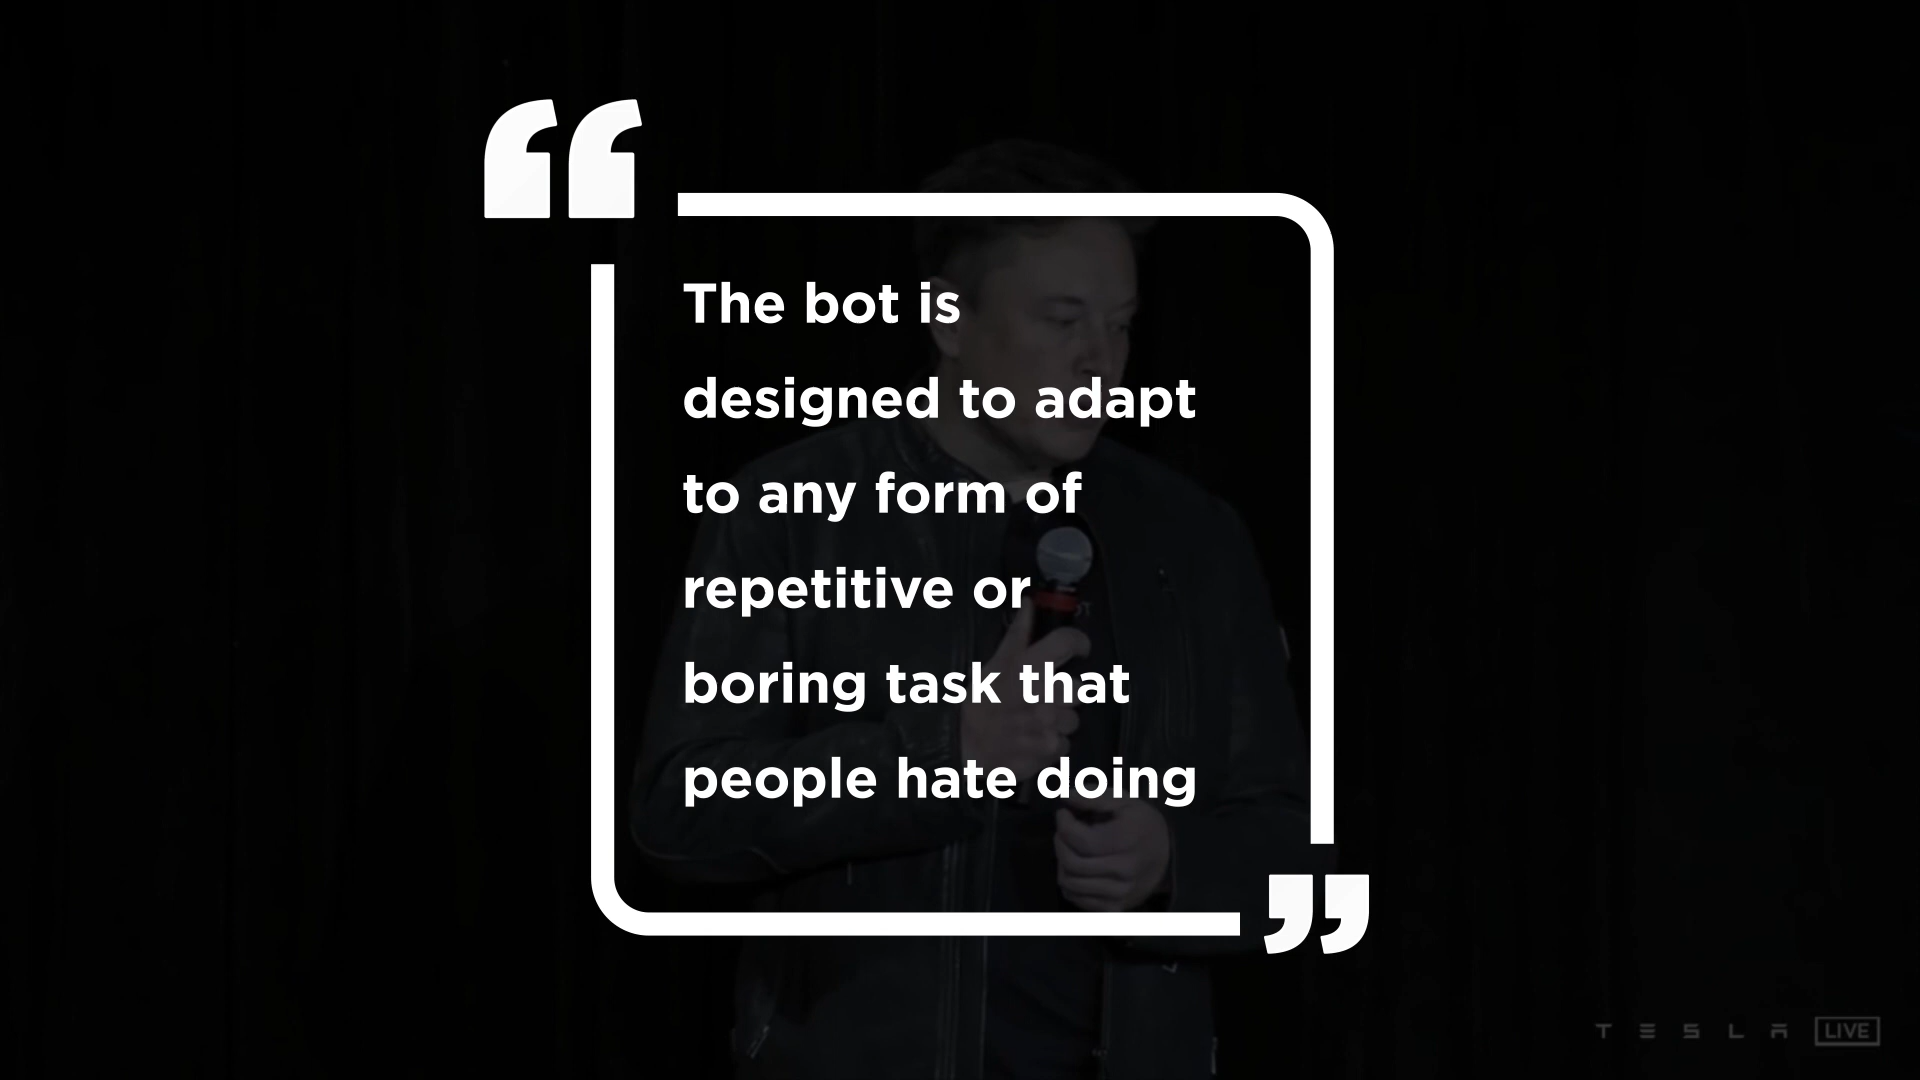 “
The bot is
designed to adapt
to any form of
repetitive or
boring task that
people hate doing
”
TESLA LIVE